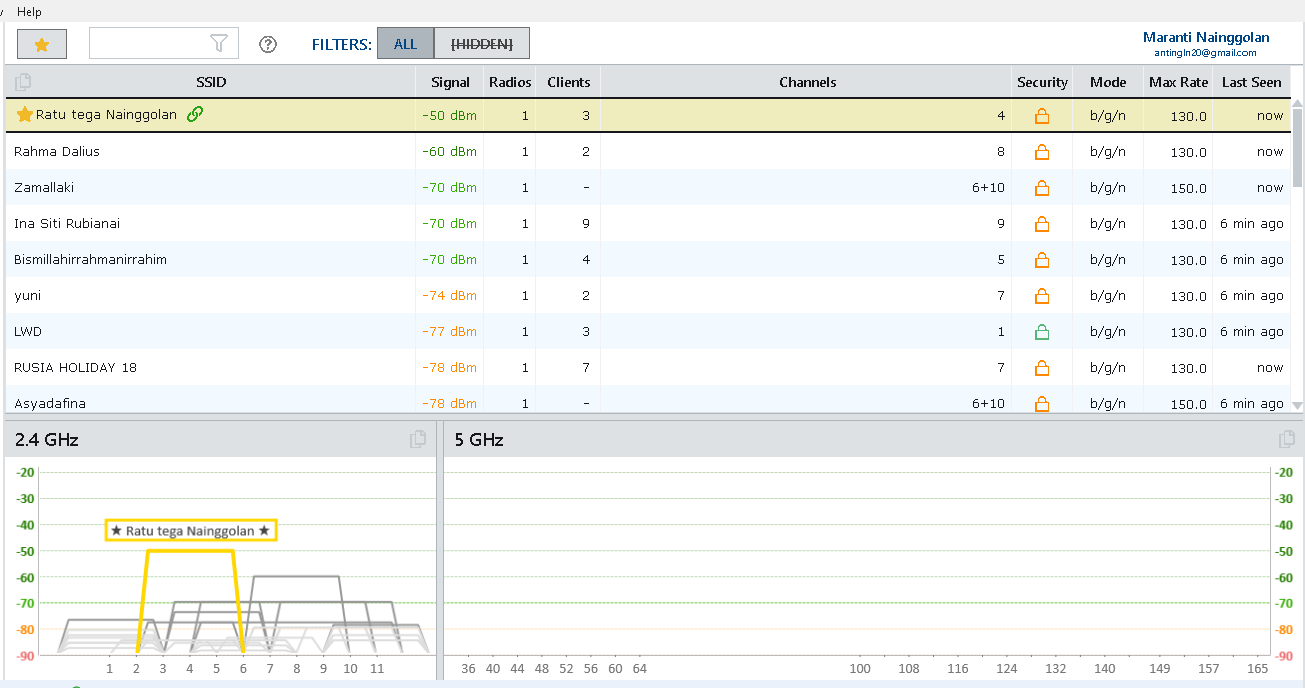 Help
FILTERS: ALL [HIDDEN]
Maranti Nainggolan
antingln20@gmail.com
SSID Signal Radios Clients Channels Security Mode Max Rate Last Seen
Ratu tega Nainggolan -50 dBm 1 3 4 b/g/n 130.0 now
Rahma Dalius -60 dBm 1 2 8 b/g/n 130.0 now
Zamallaki -70 dBm 1 - 6+10 b/g/n 150.0 now
Ina Siti Rubianai -70 dBm 1 9 9 b/g/n 130.0 6 min ago
Bismillahirrahmanirrahim -70 dBm 1 4 5 b/g/n 130.0 6 min ago
yuni -74 dBm 1 2 7 b/g/n 130.0 6 min ago
LWD -77 dBm 1 3 1 b/g/n 130.0 6 min ago
RUSIA HOLIDAY 18 -78 dBm 1 7 7 b/g/n 130.0 now
Asyadafina -78 dBm 1 - 6+10 b/g/n 150.0 6 min ago
2.4 GHz
-20
-30
-40
★ Ratu tega Nainggolan ★
-50
-60
-70
-80
-90
1 2 3 4 5 6 7 8 9 10 11
5 GHz
-20
-30
-40
-50
-60
-70
-80
-90
36 40 44 48 52 56 60 64 100 108 116 124 132 140 149 157 165